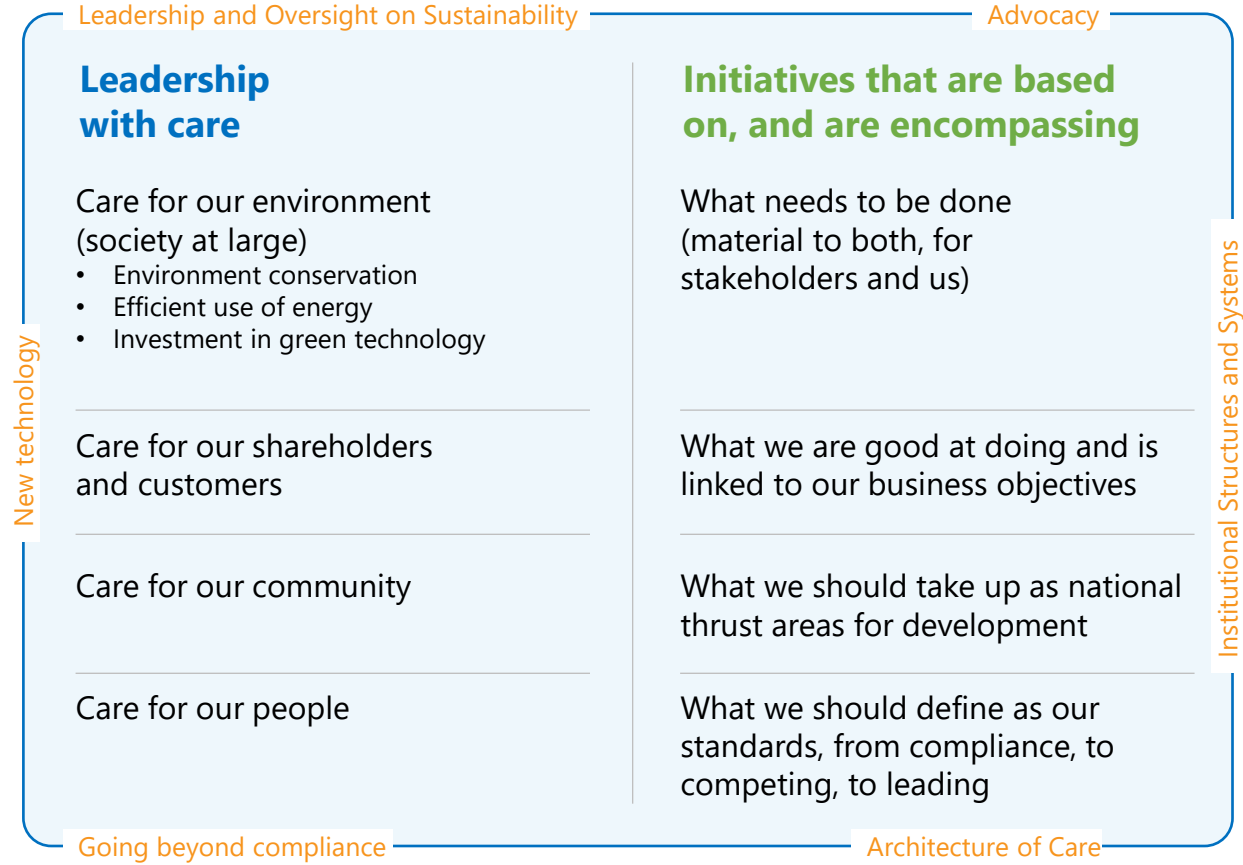 Leadership and Oversight on Sustainability
Advocacy
Leadership
with care
Initiatives that are based
on, and are encompassing
Care for our environment
(society at large)
• Environment conservation
• Efficient use of energy
• Investment in green technology
What needs to be done
(material to both, for
stakeholders and us)
Care for our shareholders
and customers
What we are good at doing and is
linked to our business objectives
Care for our community
What we should take up as national
thrust areas for development
Care for our people
What we should define as our
standards, from compliance, to
competing, to leading
New technology
Institutional Structures and Systems
Going beyond compliance
Architecture of Care